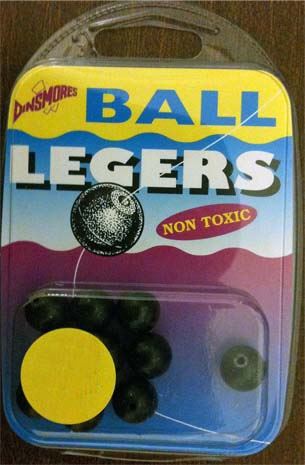 DINSMORES
BALL
LEGERS
NON TOXIC